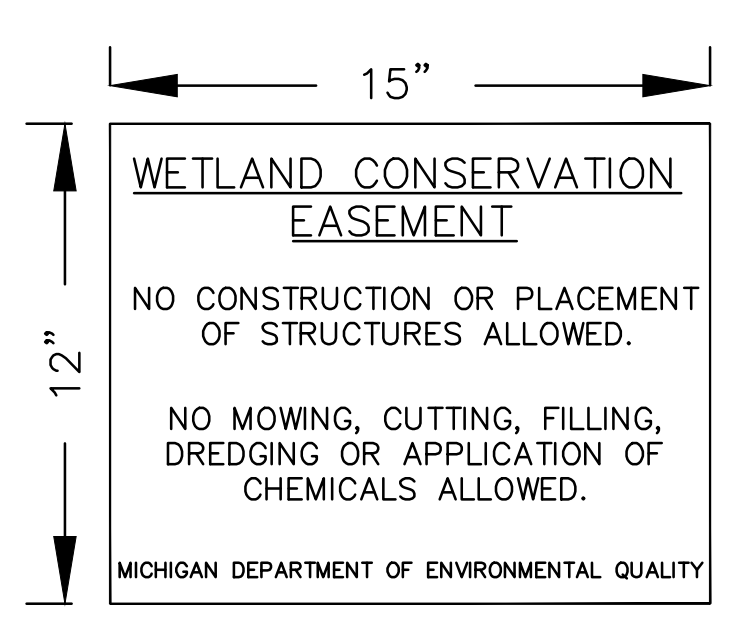 15”
12”
WETLAND CONSERVATION
EASEMENT
NO CONSTRUCTION OR PLACEMENT
OF STRUCTURES ALLOWED.
NO MOWING, CUTTING, FILLING,
DREDGING OR APPLICATION OF
CHEMICALS ALLOWED.
MICHIGAN DEPARTMENT OF ENVIRONMENTAL QUALITY